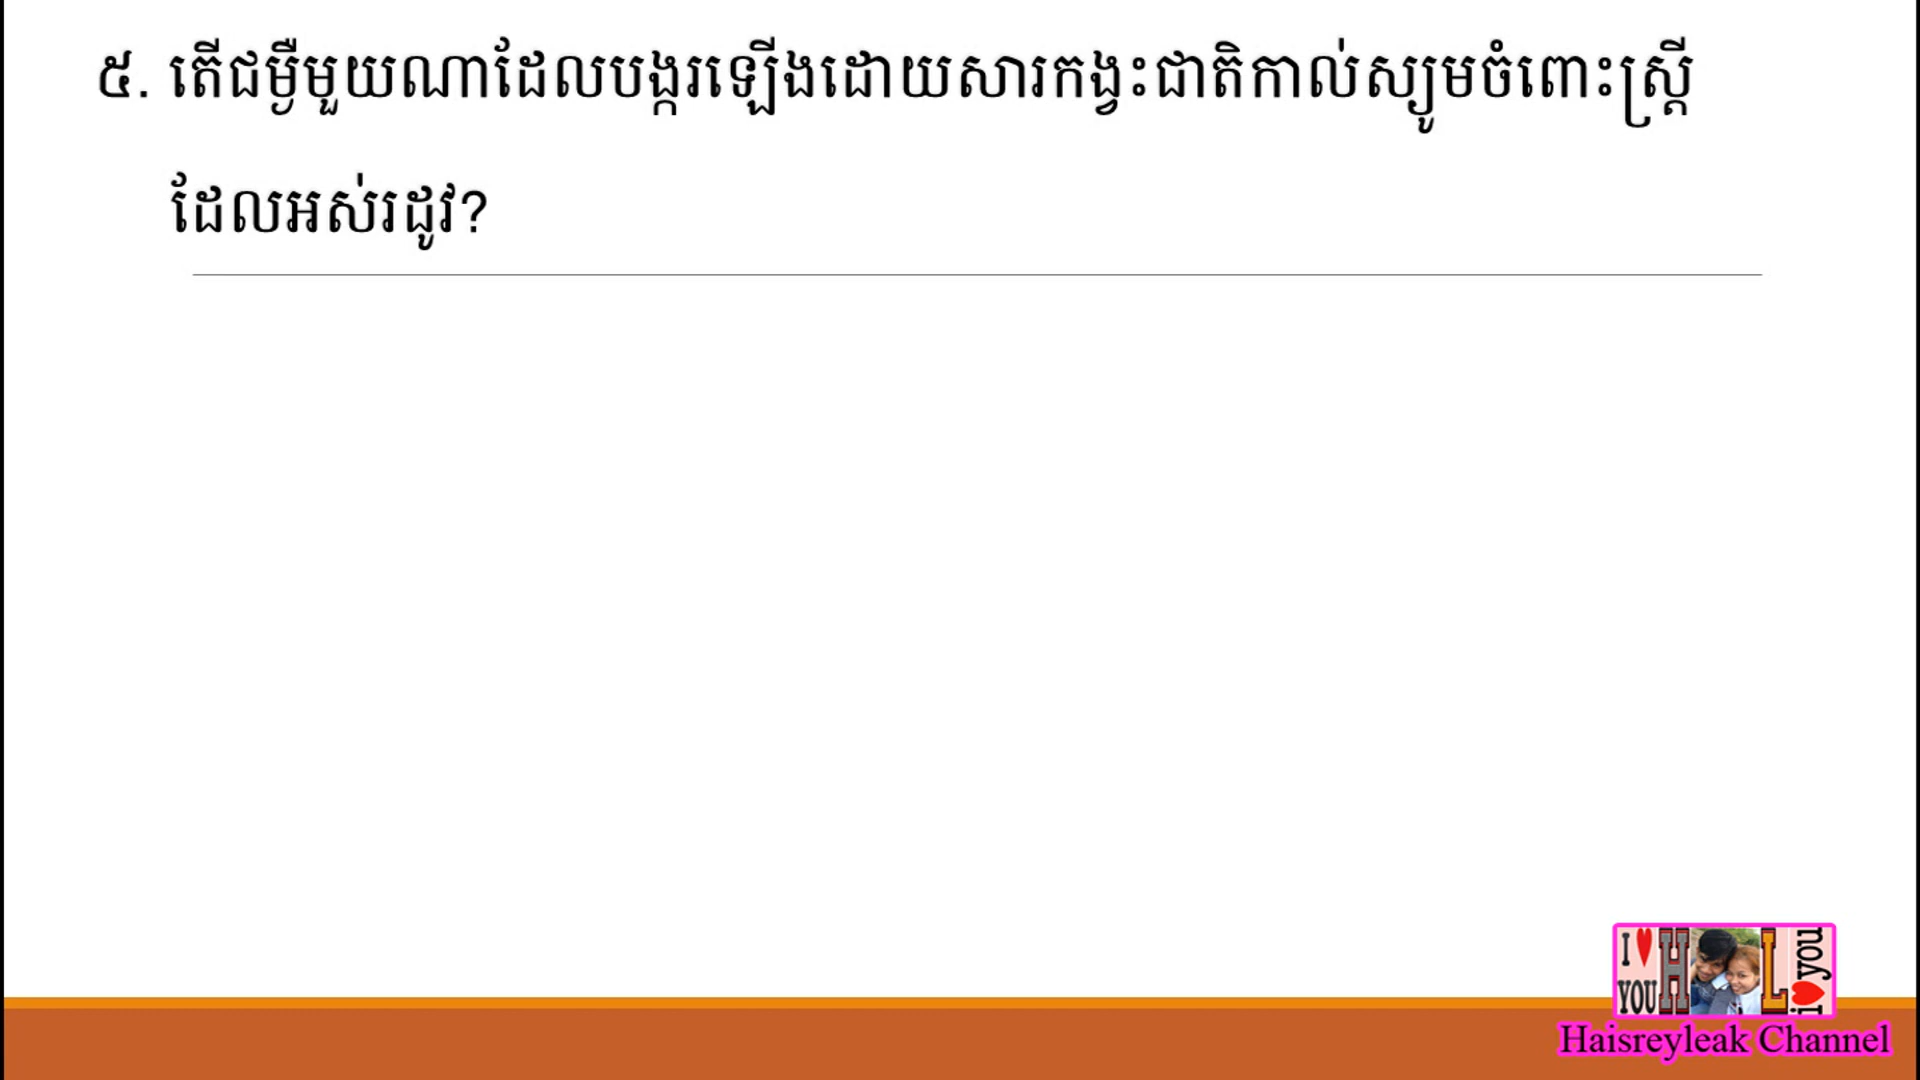 ៥. តើជម្ងឺមួយណាដែលបង្ករឡើងដោយសារកង្វះជាតិកាល់ស្យូមចំពោះស្ត្រី
ដែលអស់រដូវ?
I ♥ YOU H L i ♥ you
Haisreyleak Channel